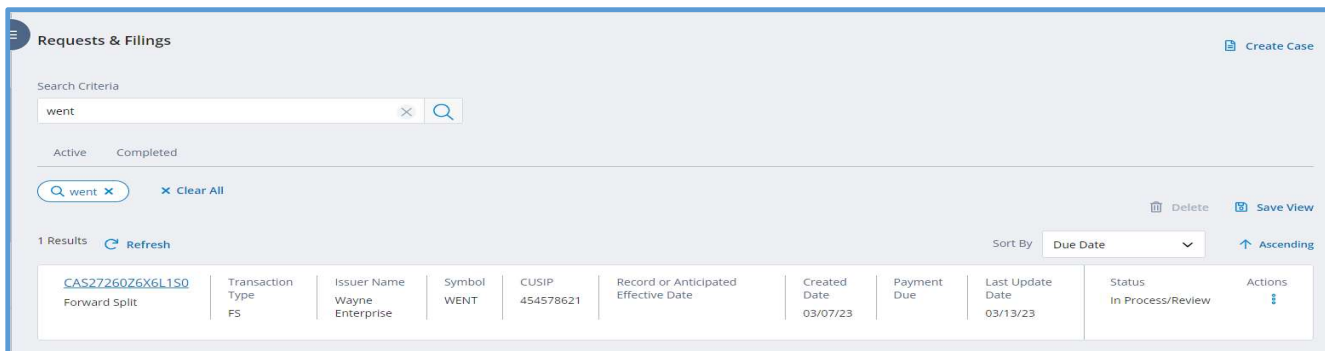 Requests & Filings
Create Case
Search Criteria
went
Active Completed
went Clear All
Delete Save View
1 Results Refresh Sort By Due Date Ascending
CAS27260Z6X6L1S0 Transaction Issuer Name Symbol CUSIP Record or Anticipated Created Payment Last Update Status Actions
Forward Split Type Wayne WENT 454578621 Effective Date Date Due Date In Process/Review
FS Enterprise 03/07/23 03/13/23